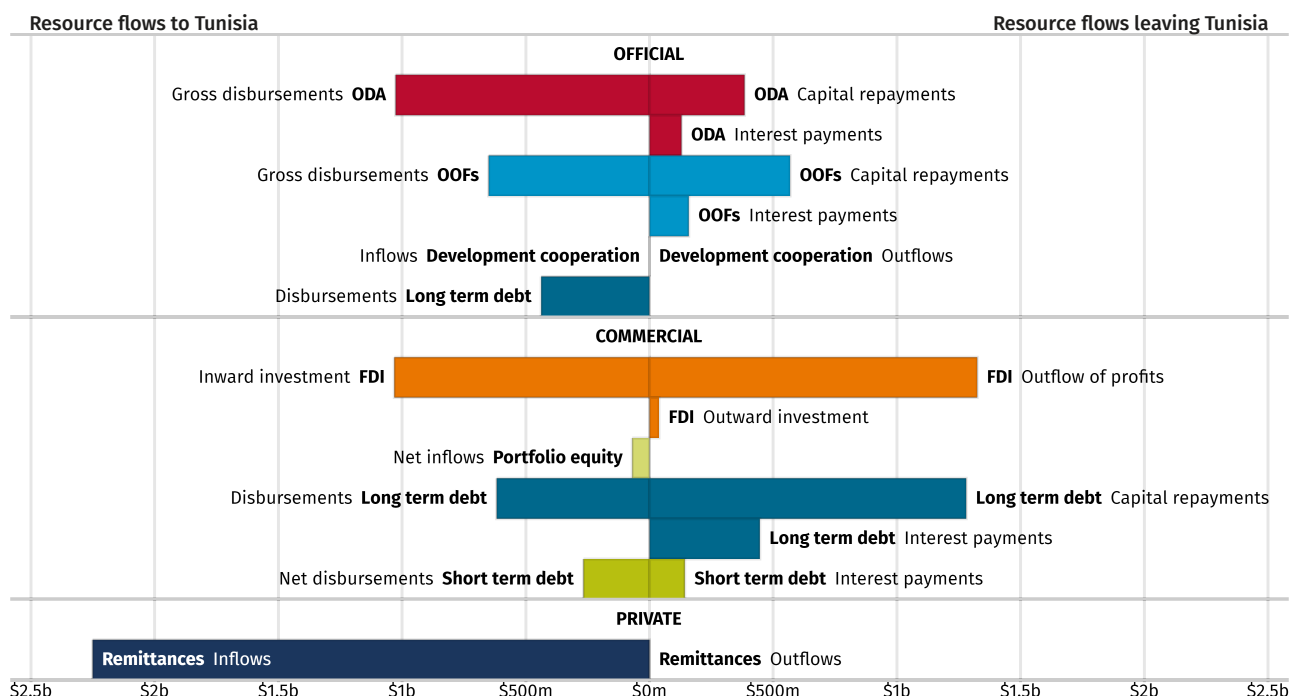 Resource flows to Tunisia Resource flows leaving Tunisia
OFFICIAL
Gross disbursements ODA ODA Capital repayments
ODA Interest payments
Gross disbursements OOFs OOFs Capital repayments
OOFs Interest payments
Inflows Development cooperation Development cooperation Outflows
Disbursements Long term debt
COMMERCIAL
Inward investment FDI FDI Outflow of profits
FDI Outward investment
Net inflows Portfolio equity
Disbursements Long term debt Long term debt Capital repayments
Long term debt Interest payments
Net disbursements Short term debt Short term debt Interest payments
PRIVATE
Remittances Inflows Remittances Outflows
$2.5b $2b $1.5b $1b $500m $0m $500m $1b $1.5b $2b $2.5b